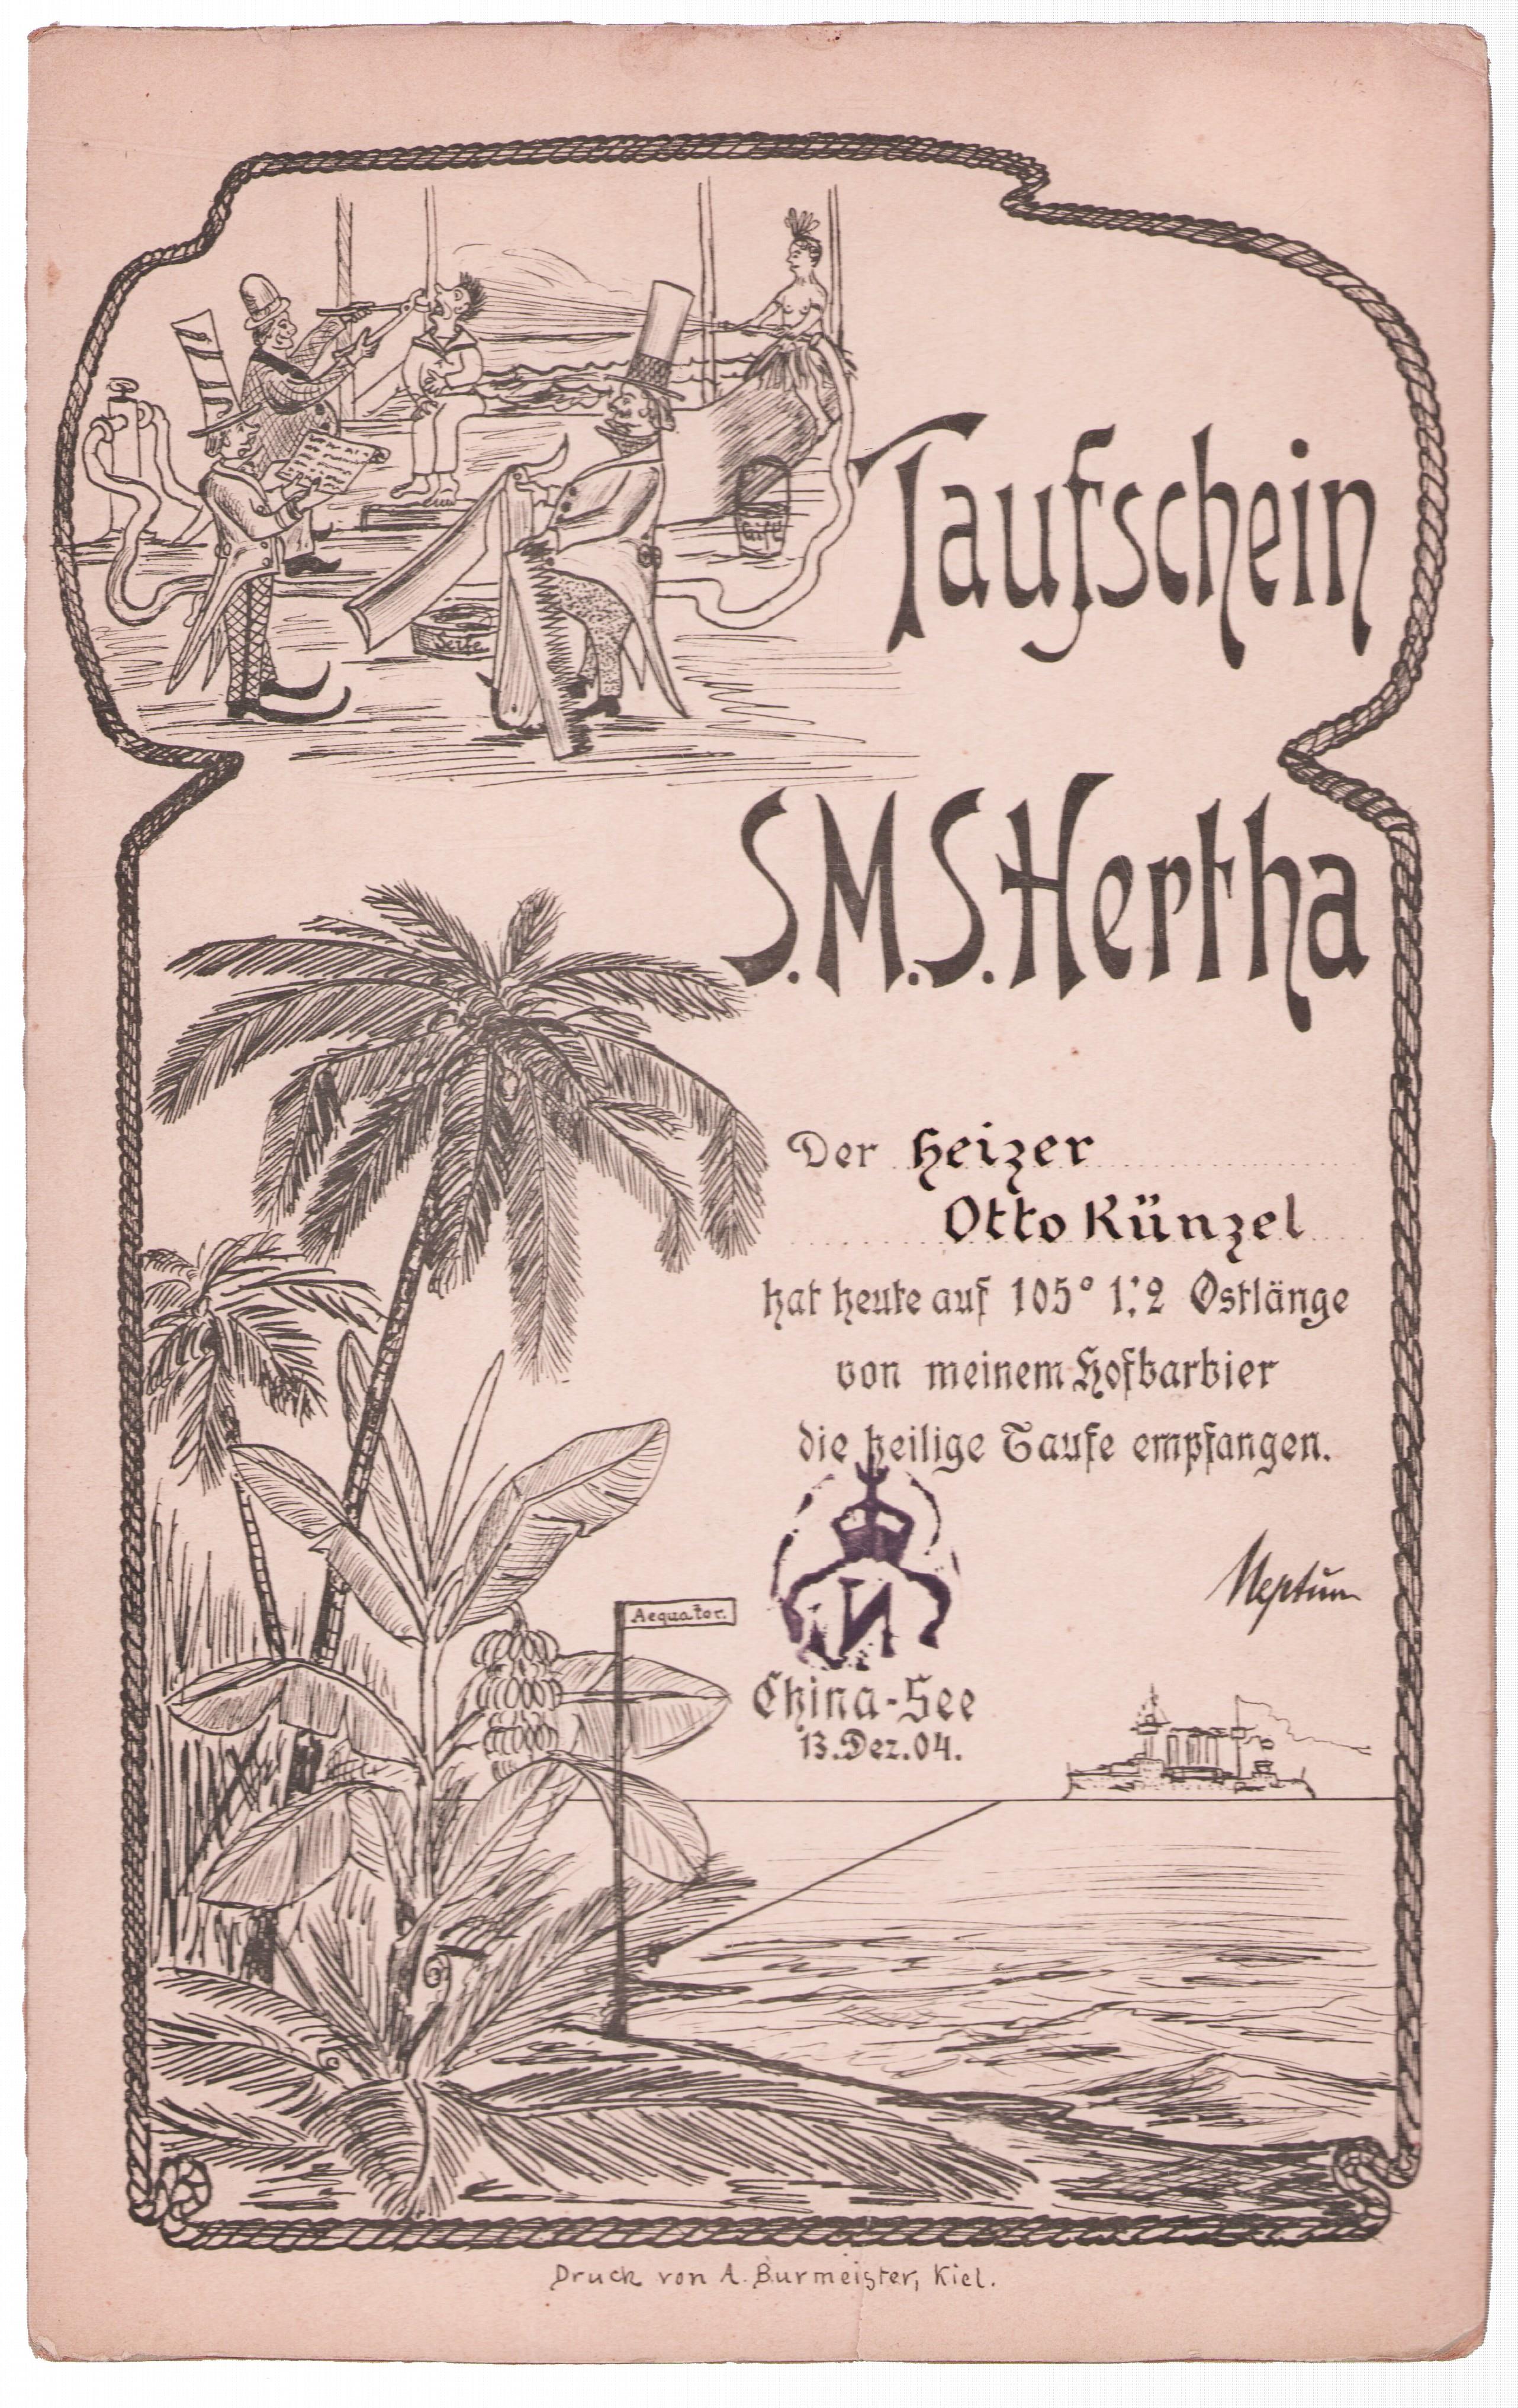 Gift
Seife
Taufschein
S.M.S. Hertha
Der Heizer
Otto Künzel
hat heute auf 105° 1.'2 Ostlänge
von meinem Hofbarbier
die heilige Taufe empfangen.
N
Neptun
Aequator.
China-See
13. Dez. 04.
Druck von A. Burmeister, Kiel.